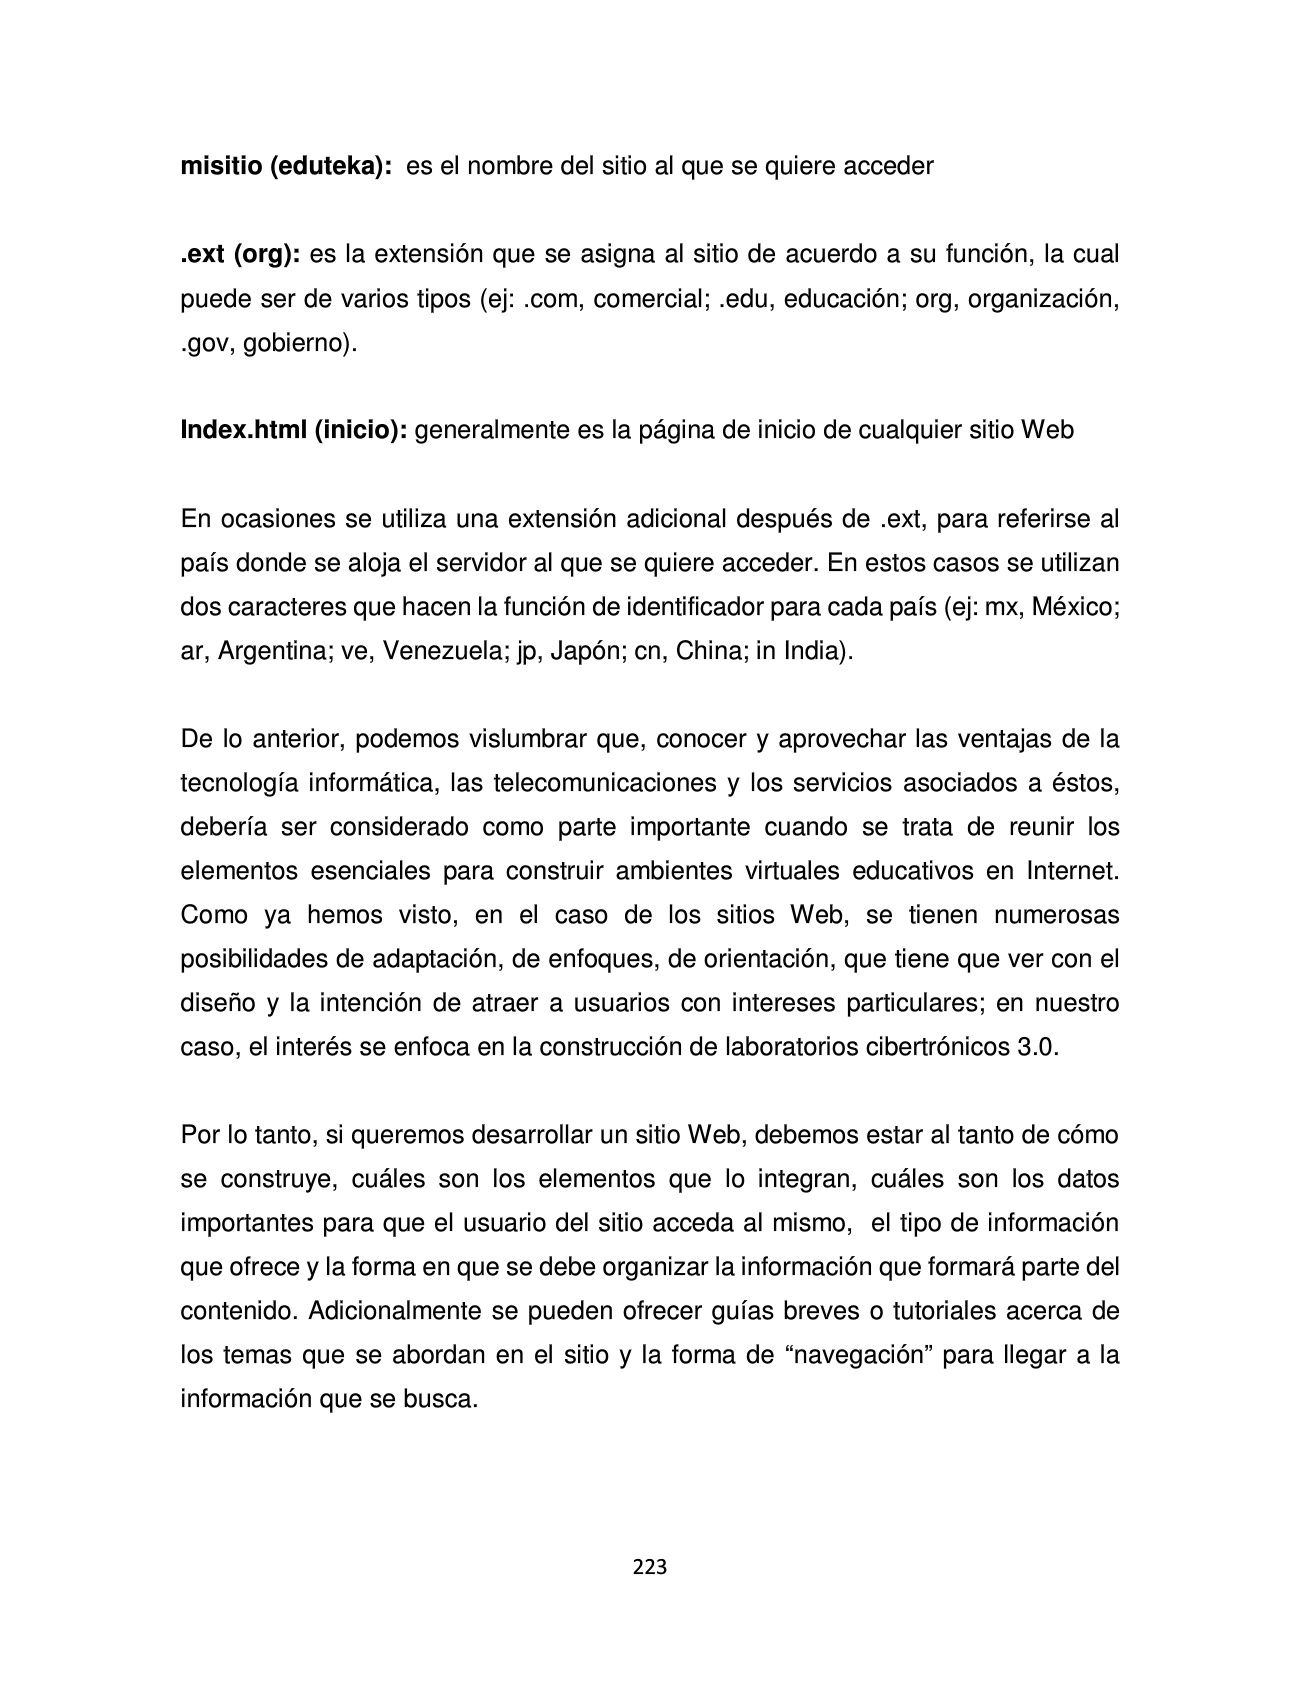 misitio (eduteka):  es el nombre del sitio al que se quiere acceder
.ext (org): es la extensión que se asigna al sitio de acuerdo a su función, la cual
puede ser de varios tipos (ej: .com, comercial; .edu, educación; org, organización,
.gov, gobierno).
Index.html (inicio): generalmente es la página de inicio de cualquier sitio Web
En ocasiones se utiliza una extensión adicional después de .ext, para referirse al
país donde se aloja el servidor al que se quiere acceder. En estos casos se utilizan
dos caracteres que hacen la función de identificador para cada país (ej: mx, México;
ar, Argentina; ve, Venezuela; jp, Japón; cn, China; in India).
De lo anterior, podemos vislumbrar que, conocer y aprovechar las ventajas de la
tecnología informática, las telecomunicaciones y los servicios asociados a éstos,
debería ser considerado como parte importante cuando se trata de reunir los
elementos esenciales para construir ambientes virtuales educativos en Internet.
Como ya hemos visto, en el caso de los sitios Web, se tienen numerosas
posibilidades de adaptación, de enfoques, de orientación, que tiene que ver con el
diseño y la intención de atraer a usuarios con intereses particulares; en nuestro
caso, el interés se enfoca en la construcción de laboratorios cibertrónicos 3.0.
Por lo tanto, si queremos desarrollar un sitio Web, debemos estar al tanto de cómo
se construye, cuáles son los elementos que lo integran, cuáles son los datos
importantes para que el usuario del sitio acceda al mismo,  el tipo de información
que ofrece y la forma en que se debe organizar la información que formará parte del
contenido. Adicionalmente se pueden ofrecer guías breves o tutoriales acerca de
los temas que se abordan en el sitio y la forma de “navegación” para llegar a la
información que se busca.
223